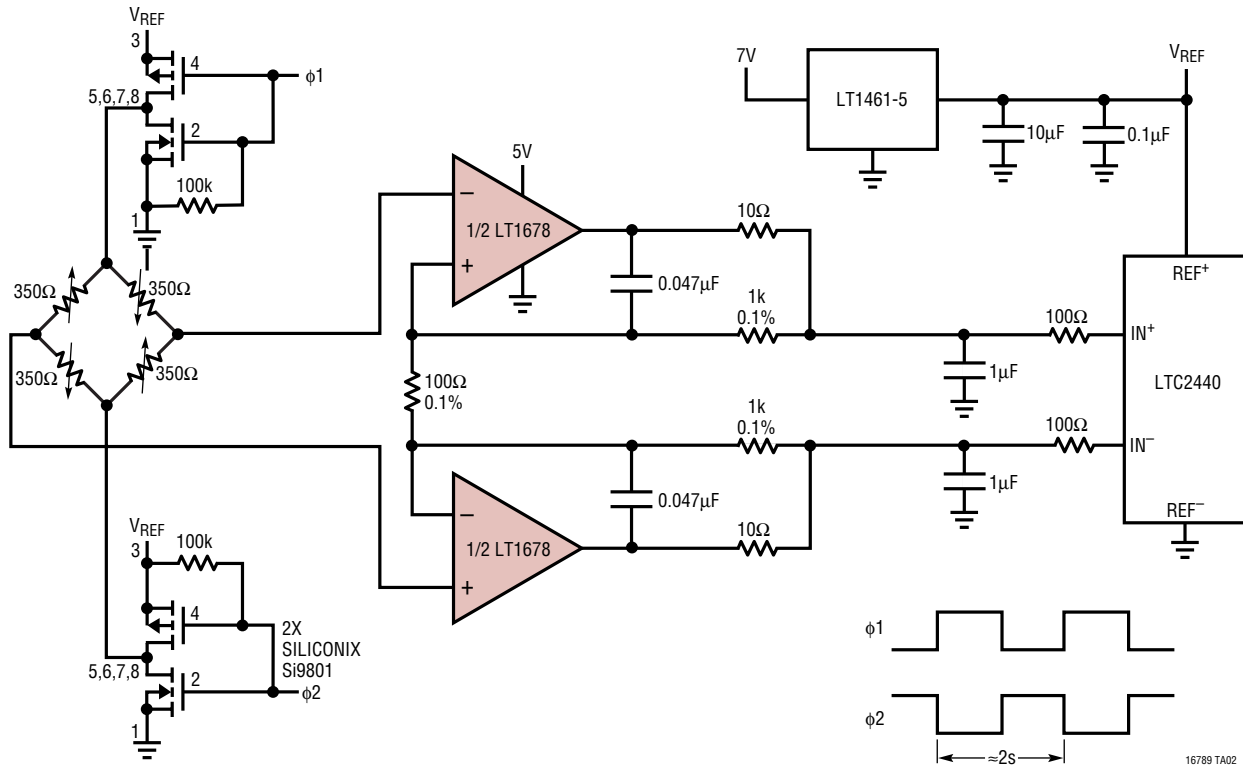 VREF
3
4
ϕ1
5,6,7,8
2
100k
1
350Ω
350Ω
350Ω
350Ω
7V
LT1461-5
VREF
10µF
0.1µF
5V
−
1/2 LT1678
+
10Ω
0.047µF
1k
0.1%
100Ω
0.1%
1k
0.1%
1µF
100Ω
REF+
IN+
LTC2440
100Ω
IN−
1µF
REF−
−
1/2 LT1678
+
0.047µF
10Ω
VREF
3
100k
4
2X
SILICONIX
Si9801
5,6,7,8
2
ϕ2
1
ϕ1
ϕ2
≈2s
16789 TA02